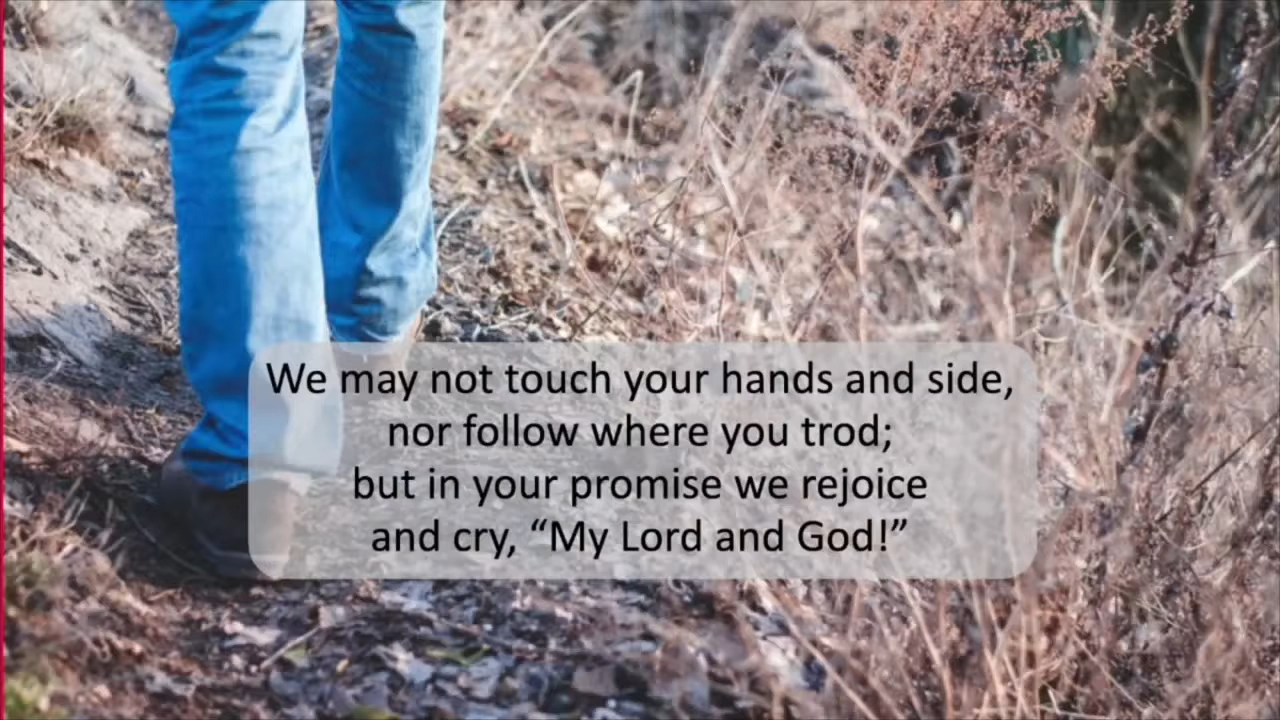 We may not touch your hands and side,
nor follow where you trod;
but in your promise we rejoice
and cry, “My Lord and God!”